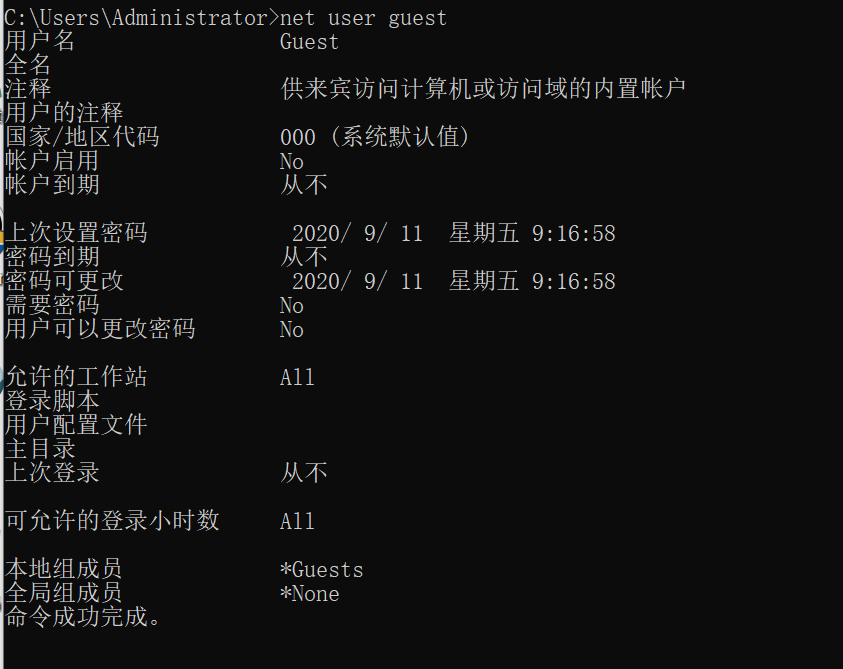 C:\Users\Administrator>net user guest
用户名 Guest
全名
注释 供来宾访问计算机或访问域的内置帐户
用户的注释
国家/地区代码 000 (系统默认值)
帐户启用 No
帐户到期 从不
上次设置密码 2020/ 9/ 11 星期五 9:16:58
密码到期 从不
密码可更改 2020/ 9/ 11 星期五 9:16:58
需要密码 No
用户可以更改密码 No
允许的工作站 All
登录脚本
用户配置文件
主目录
上次登录 从不
可允许的登录小时数 All
本地组成员 *Guests
全局组成员 *None
命令成功完成。